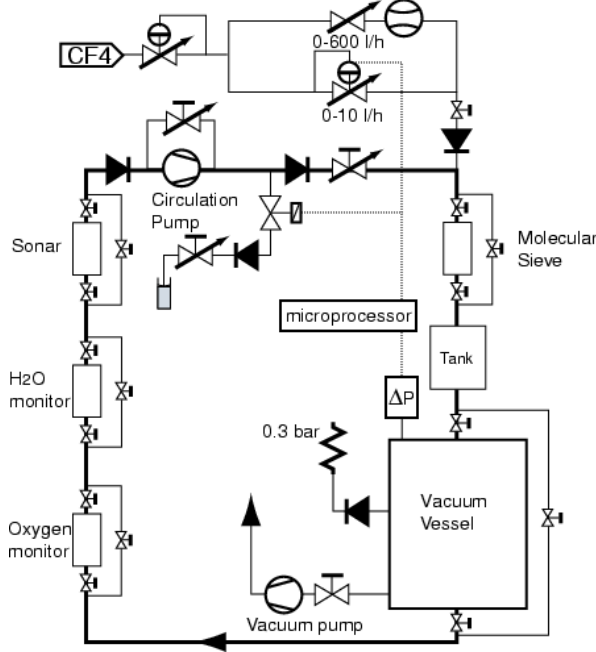 CF4
0-600 l/h
0-10 l/h
Circulation
Pump
Sonar
Molecular
Sieve
microprocessor
Tank
H2O
monitor
ΔP
0.3 bar
Vacuum
Vessel
Oxygen
monitor
Vacuum pump